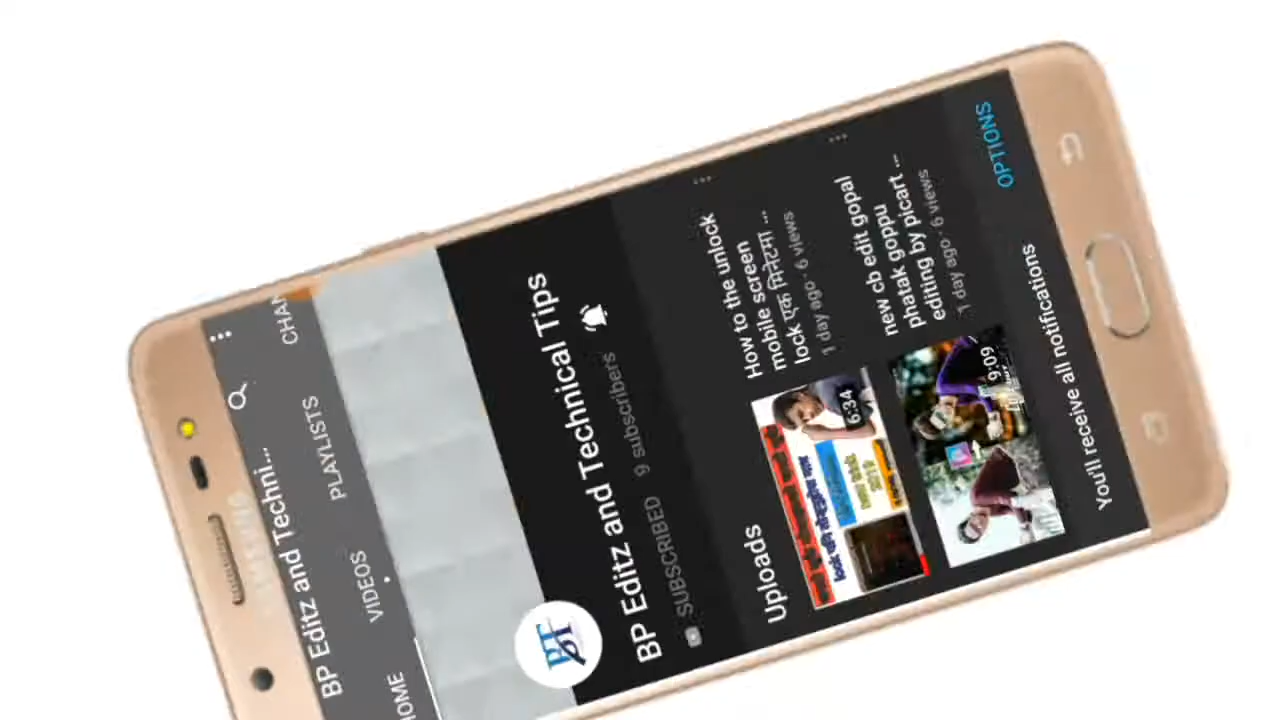 SAMSUNG
BP Editz and Techni...
HOME
VIDEOS
PLAYLISTS
CHAN
BP Editz and Technical Tips
SUBSCRIBED
9 subscribers
Uploads
6:34
How to the unlock
mobile screen
lock एक मिनेटमा ...
1 day ago · 6 views
9:09
new cb edit gopal
phatak goppu
editing by picart ...
1 day ago · 6 views
You'll receive all notifications
OPTIONS